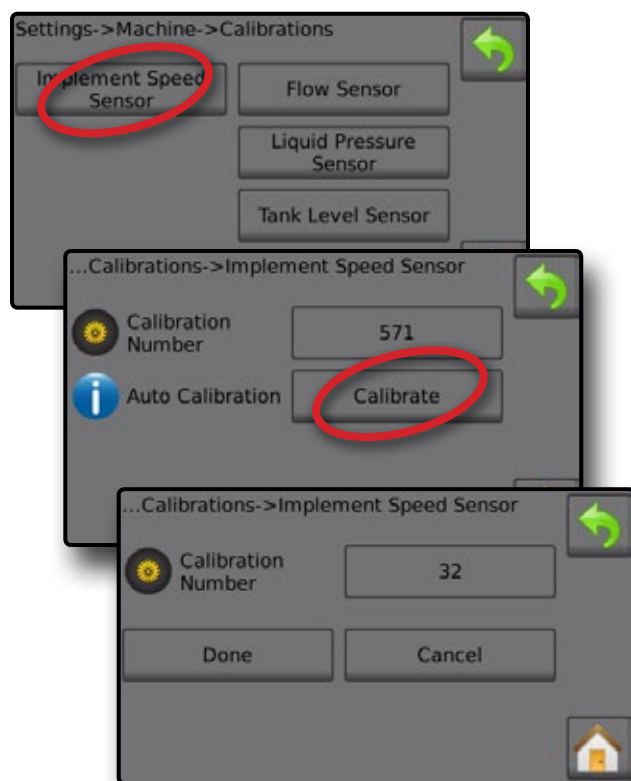 Settings->Machine->Calibrations
Implement Speed
Sensor
Flow Sensor
Liquid Pressure
Sensor
Tank Level Sensor
...Calibrations->Implement Speed Sensor
Calibration
Number
571
Auto Calibration
Calibrate
...Calibrations->Implement Speed Sensor
Calibration
Number
32
Done
Cancel